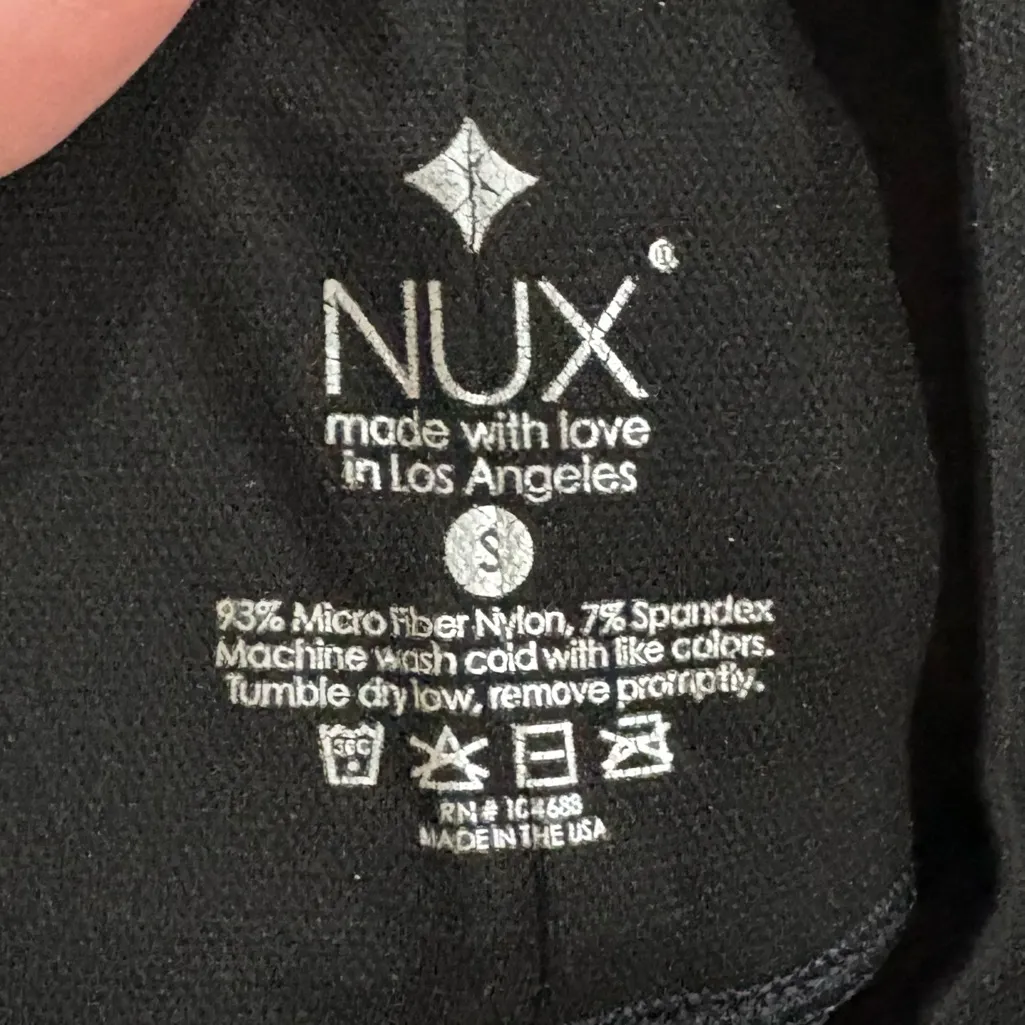 NUX®
made with love
in Los Angeles
S
93% Micro Fiber Nylon, 7% Spandex
Machine wash cold with like colors.
Tumble dry low, remove promptly.
30C
RN # 104688
MADE IN THE USA